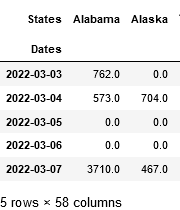 States Alabama Alaska
Dates
2022-03-03 762.0 0.0
2022-03-04 573.0 704.0
2022-03-05 0.0 0.0
2022-03-06 0.0 0.0
2022-03-07 3710.0 467.0
5 rows × 58 columns